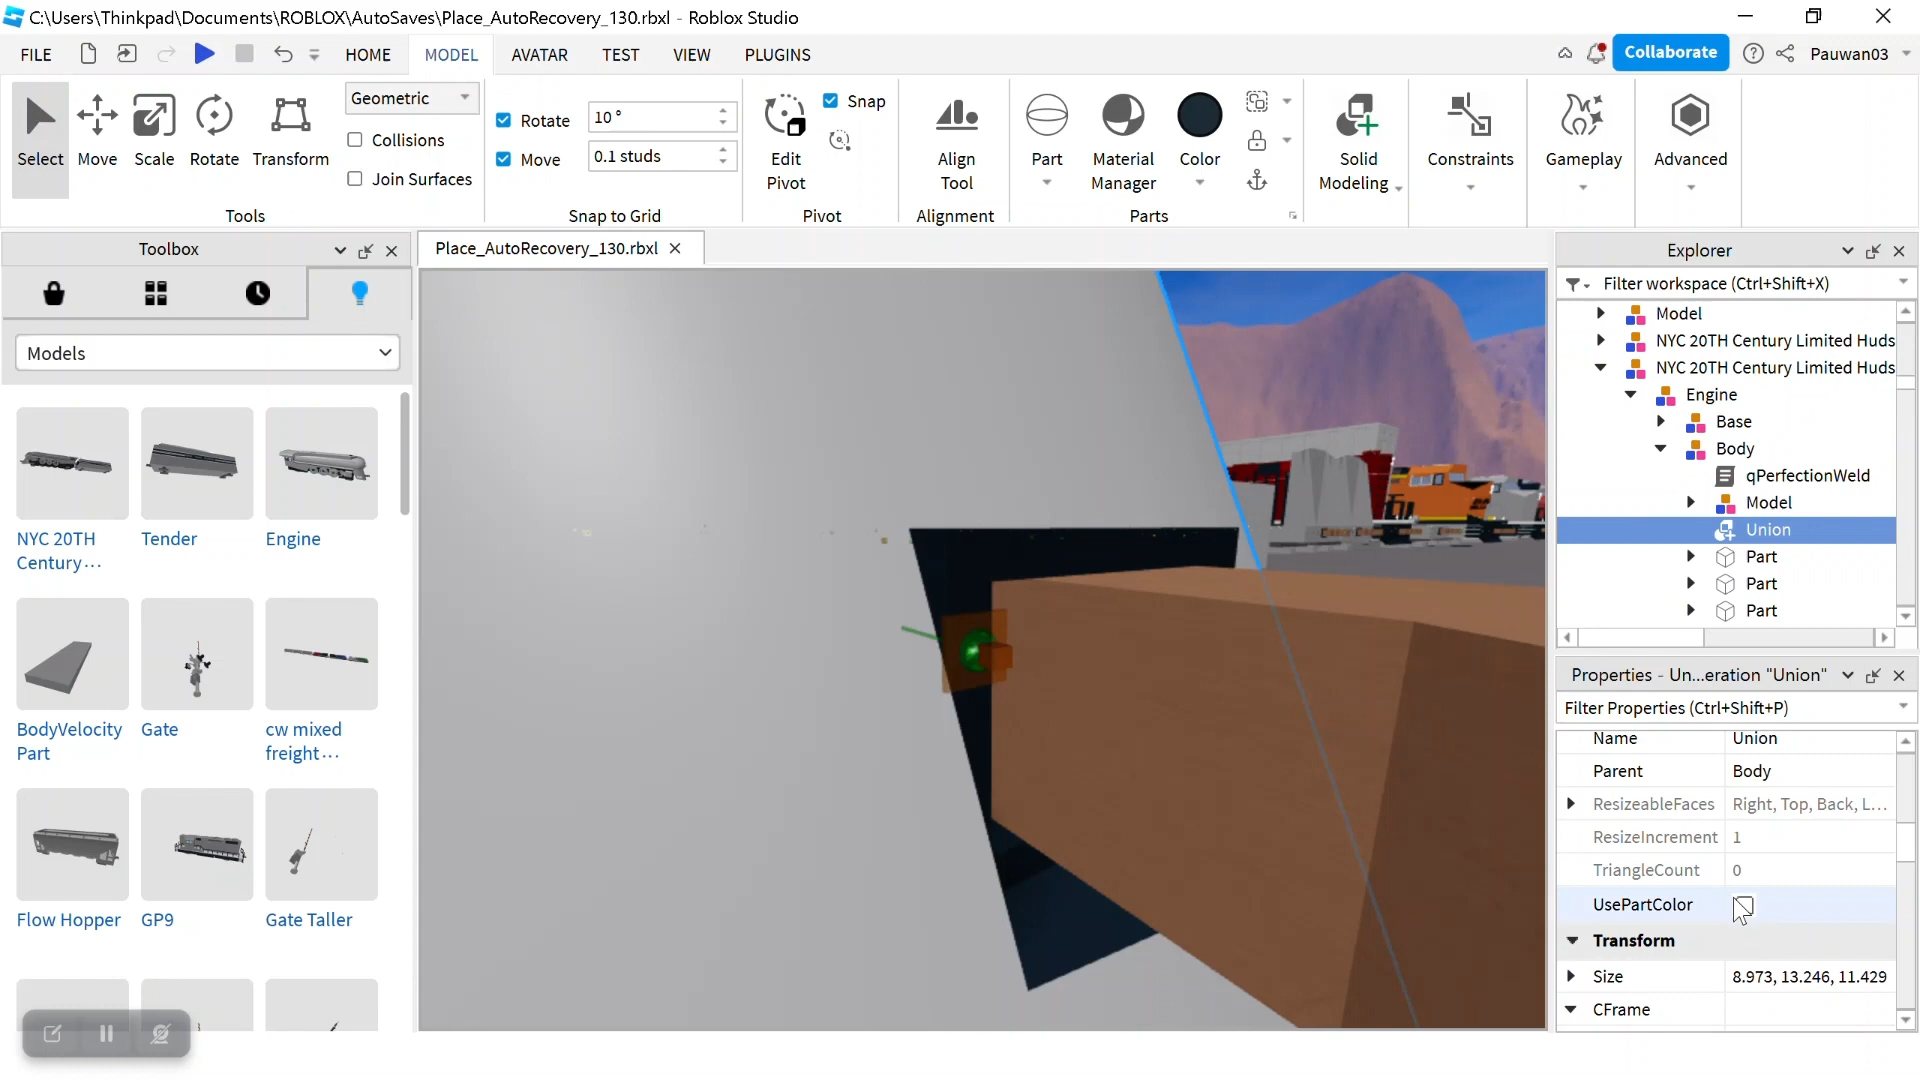 C:\Users\Thinkpad\Documents\ROBLOX\AutoSaves\Place_AutoRecovery_130.rbxl - Roblox Studio
FILE HOME MODEL AVATAR TEST VIEW PLUGINS Collaborate Pauwan03
Select Move Scale Rotate Transform
Geometric
Collisions
Join Surfaces
Tools
Rotate 10 °
Move 0.1 studs
Snap to Grid
Edit
Pivot
Snap
Pivot
Align
Tool
Alignment
Part
Material
Manager
Color
Parts
Solid
Modeling
Constraints
Gameplay
Advanced
Toolbox
Models
NYC 20TH
Century...
Tender
Engine
BodyVelocity
Part
Gate
cw mixed
freight...
Flow Hopper
GP9
Gate Taller
Place_AutoRecovery_130.rbxl
Explorer
Filter workspace (Ctrl+Shift+X)
Model
NYC 20TH Century Limited Huds
NYC 20TH Century Limited Huds
Engine
Base
Body
qPerfectionWeld
Model
Union
Part
Part
Part
Properties - Un...eration "Union"
Filter Properties (Ctrl+Shift+P)
Name Union
Parent Body
ResizeableFaces Right, Top, Back, L...
ResizeIncrement 1
TriangleCount 0
UsePartColor
Transform
Size 8.973, 13.246, 11.429
CFrame